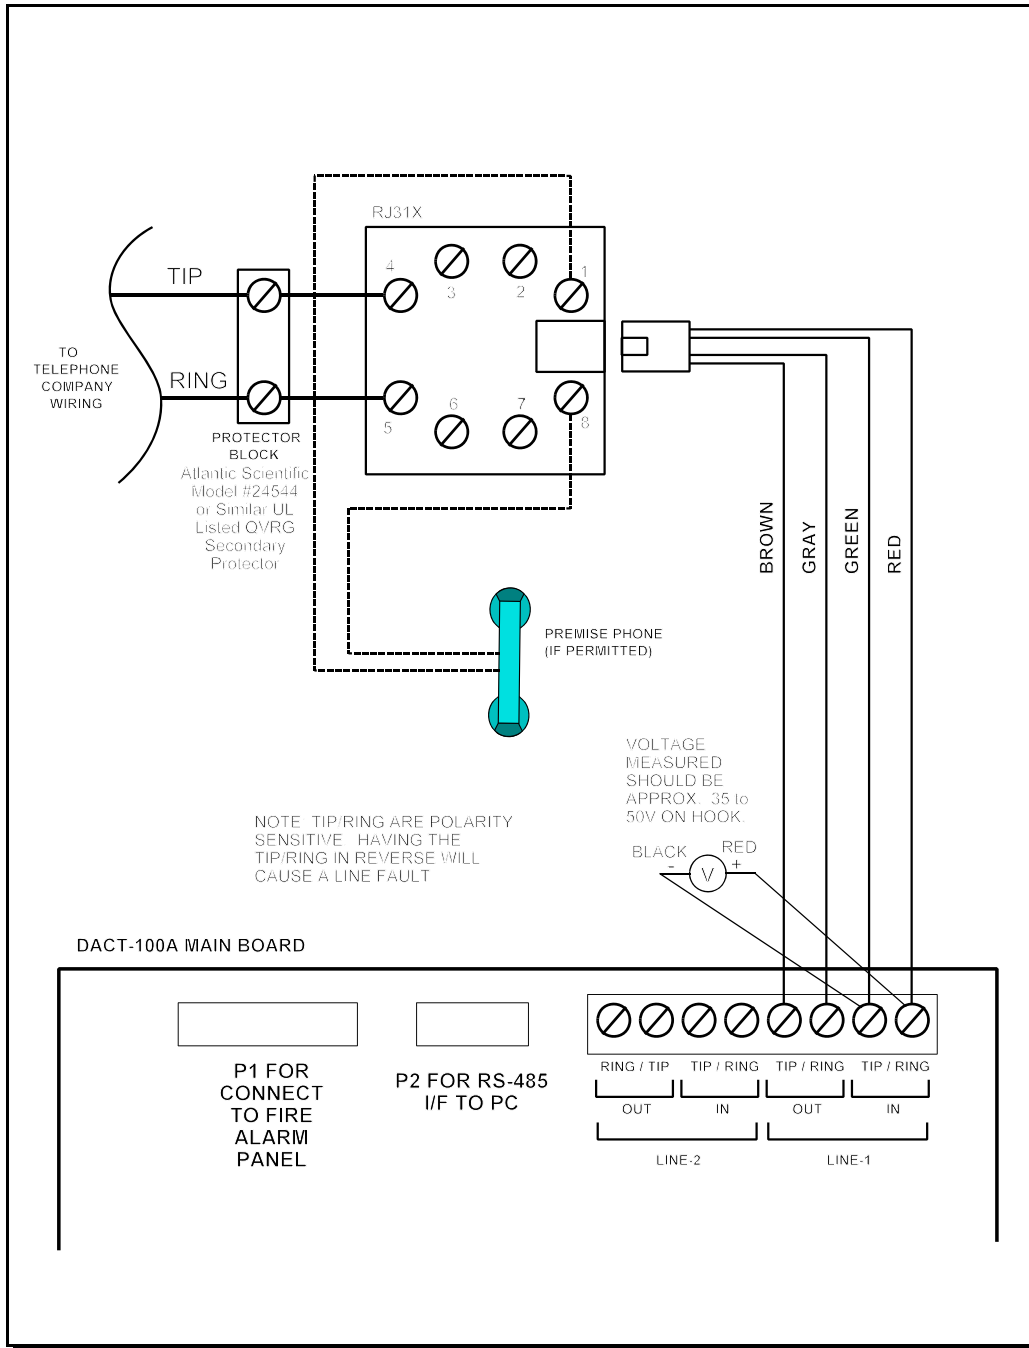 RJ31X
4
3
2
1
TIP
TO
TELEPHONE
COMPANY
WIRING
RING
5
6
7
8
PROTECTOR
BLOCK
Atlantic Scientific
Model #24544
or Similar UL
Listed OVRG
Secondary
Protector
BROWN
GRAY
GREEN
RED
PREMISE PHONE
(IF PERMITTED)
VOLTAGE
MEASURED
SHOULD BE
APPROX. 35 to
50V ON HOOK.
BLACK
RED
-
+
V
NOTE TIP/RING ARE POLARITY
SENSITIVE HAVING THE
TIP/RING IN REVERSE WILL
CAUSE A LINE FAULT
DACT-100A MAIN BOARD
P1 FOR
CONNECT
TO FIRE
ALARM
PANEL
P2 FOR RS-485
I/F TO PC
RING / TIP
TIP / RING
TIP / RING
TIP / RING
OUT
IN
OUT
IN
LINE-2
LINE-1